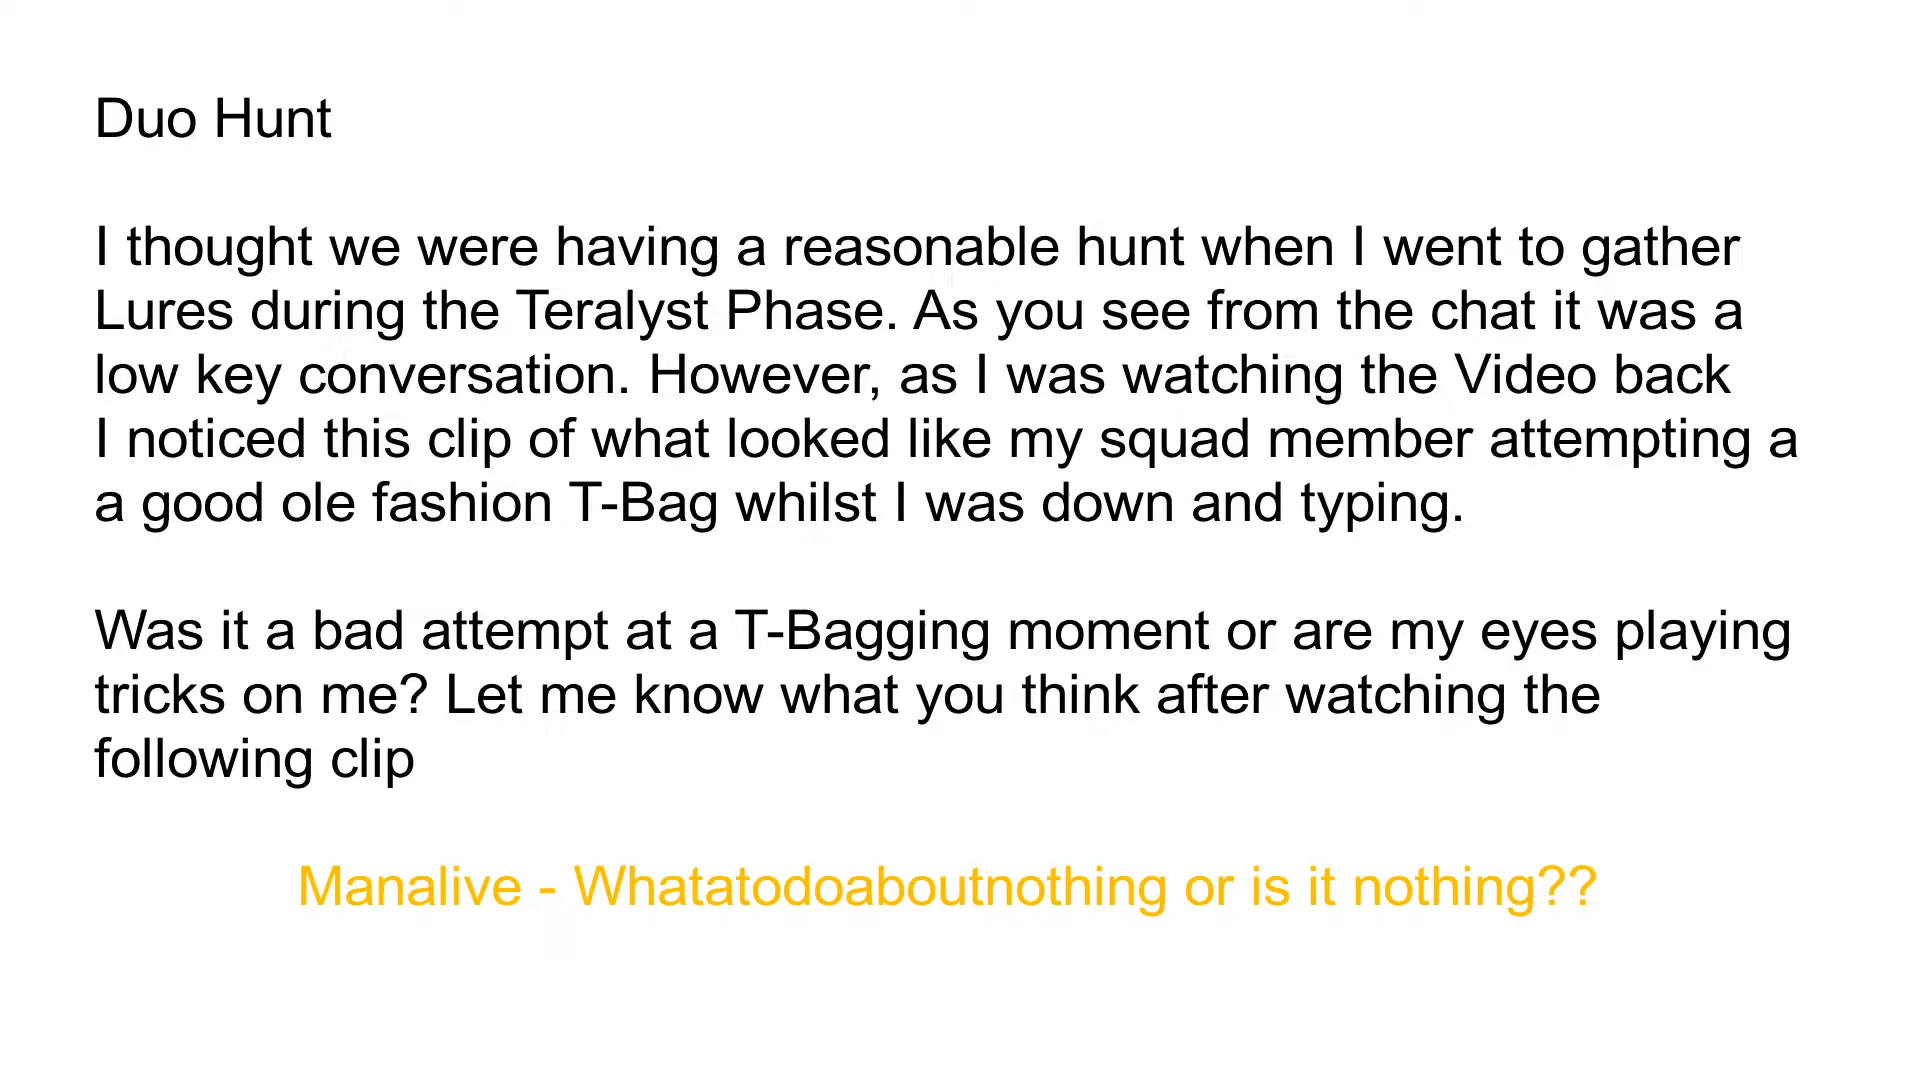 Duo Hunt
I thought we were having a reasonable hunt when I went to gather
Lures during the Teralyst Phase. As you see from the chat it was a
low key conversation. However, as I was watching the Video back
I noticed this clip of what looked like my squad member attempting a
a good ole fashion T-Bag whilst I was down and typing.
Was it a bad attempt at a T-Bagging moment or are my eyes playing
tricks on me? Let me know what you think after watching the
following clip
Manalive - Whatatodoaboutnothing or is it nothing??